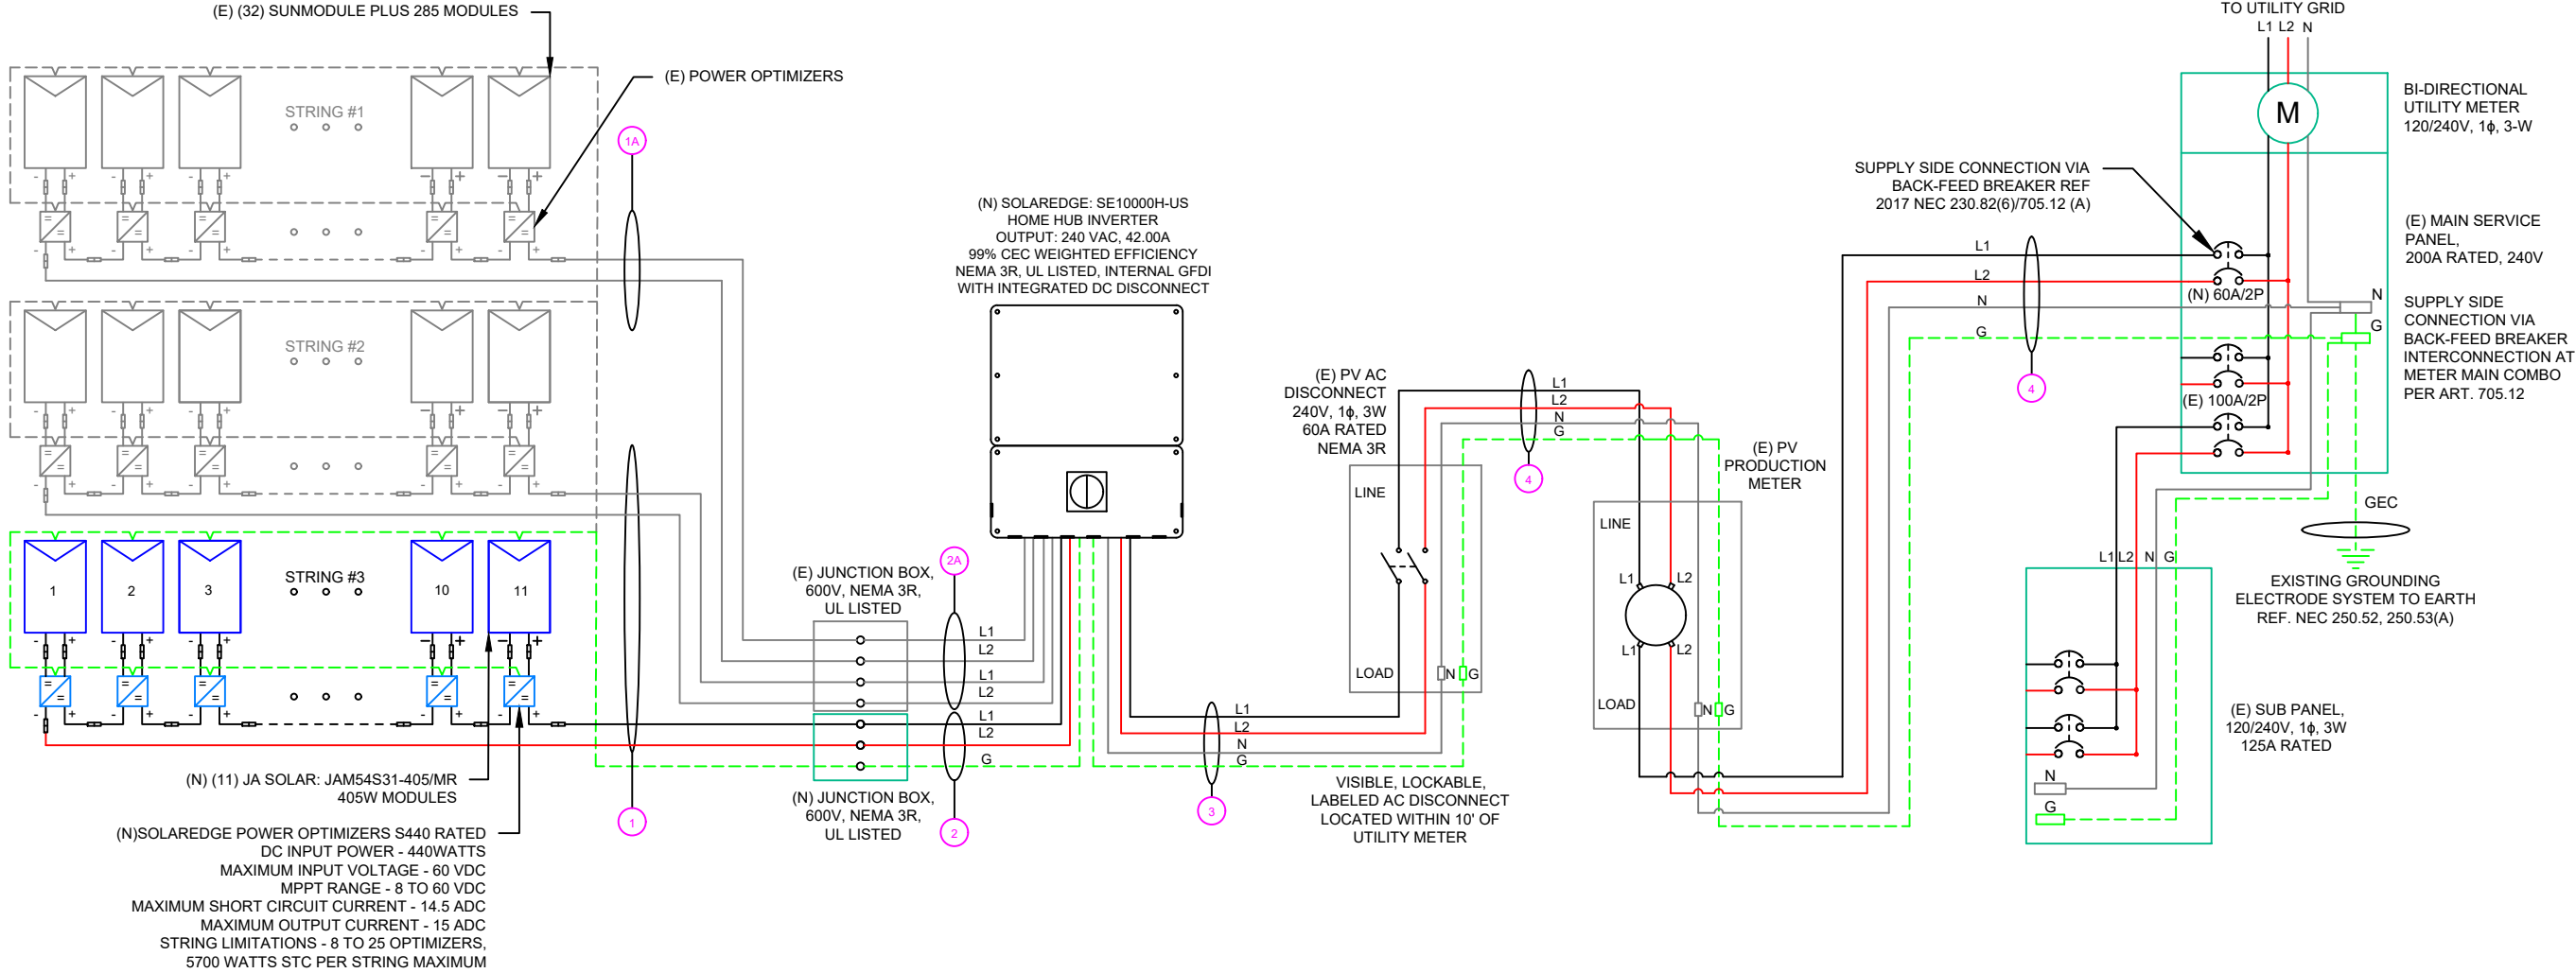 (E) (32) SUNMODULE PLUS 285 MODULES
(E) POWER OPTIMIZERS
STRING #1
- + - + - + - + - +
- + - + - + - + - +
1A
STRING #2
- + - + - + - + - +
- + - + - + - + - +
STRING #3
1 2 3 10 11
- + - + - + - + - +
- + - + - + - + - +
(N) (11) JA SOLAR: JAM54S31-405/MR
405W MODULES
1
(N)SOLAREDGE POWER OPTIMIZERS S440 RATED
DC INPUT POWER - 440WATTS
MAXIMUM INPUT VOLTAGE - 60 VDC
MPPT RANGE - 8 TO 60 VDC
MAXIMUM SHORT CIRCUIT CURRENT - 14.5 ADC
MAXIMUM OUTPUT CURRENT - 15 ADC
STRING LIMITATIONS - 8 TO 25 OPTIMIZERS,
5700 WATTS STC PER STRING MAXIMUM
(N) SOLAREDGE: SE10000H-US
HOME HUB INVERTER
OUTPUT: 240 VAC, 42.00A
99% CEC WEIGHTED EFFICIENCY
NEMA 3R, UL LISTED, INTERNAL GFDI
WITH INTEGRATED DC DISCONNECT
(E) JUNCTION BOX,
600V, NEMA 3R,
UL LISTED
2A
L1
L2
L1
L2
L1
L2
G
(N) JUNCTION BOX,
600V, NEMA 3R,
UL LISTED
2
L1
L2
N
G
3
(E) PV AC
DISCONNECT
240V, 1ϕ, 3W
60A RATED
NEMA 3R
LINE
LOAD
N G
VISIBLE, LOCKABLE,
LABELED AC DISCONNECT
LOCATED WITHIN 10' OF
UTILITY METER
L1
L2
N
G
4
(E) PV
PRODUCTION
METER
LINE
L1 L2
L1 L2
LOAD
N G
L1
L2
N
G
4
TO UTILITY GRID
L1 L2 N
M
BI-DIRECTIONAL
UTILITY METER
120/240V, 1ϕ, 3-W
SUPPLY SIDE CONNECTION VIA
BACK-FEED BREAKER REF
2017 NEC 230.82(6)/705.12 (A)
(N) 60A/2P
(E) 100A/2P
(E) MAIN SERVICE
PANEL,
200A RATED, 240V
N
G
SUPPLY SIDE
CONNECTION VIA
BACK-FEED BREAKER
INTERCONNECTION AT
METER MAIN COMBO
PER ART. 705.12
GEC
EXISTING GROUNDING
ELECTRODE SYSTEM TO EARTH
REF. NEC 250.52, 250.53(A)
L1 L2 N G
N
G
(E) SUB PANEL,
120/240V, 1ϕ, 3W
125A RATED